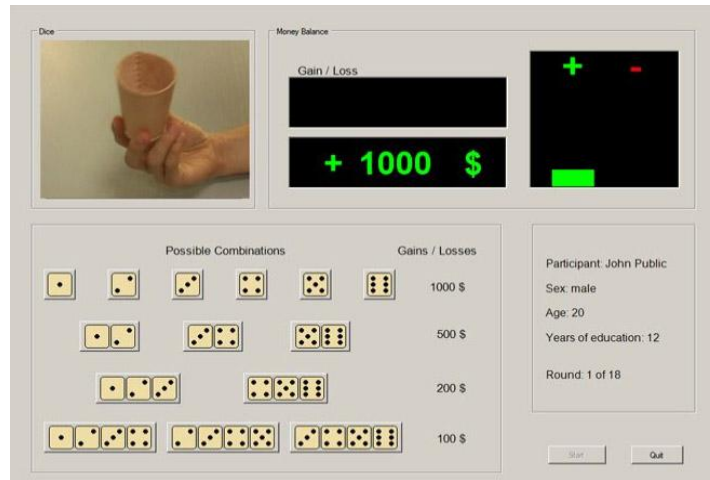 Dice
Money Balance
Gain / Loss
+ -
+ 1000 $
Possible Combinations Gains / Losses
1000 $
500 $
200 $
100 $
Participant: John Public
Sex: male
Age: 20
Years of education: 12
Round: 1 of 18
Start Quit